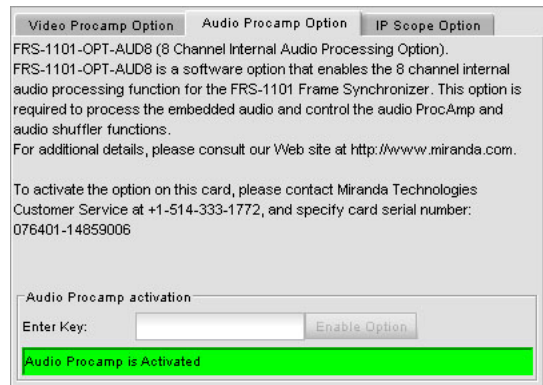 Video Procamp Option Audio Procamp Option IP Scope Option
FRS-1101-OPT-AUD8 (8 Channel Internal Audio Processing Option).
FRS-1101-OPT-AUD8 is a software option that enables the 8 channel internal
audio processing function for the FRS-1101 Frame Synchronizer. This option is
required to process the embedded audio and control the audio ProcAmp and
audio shuffler functions.
For additional details, please consult our Web site at http://www.miranda.com.
To activate the option on this card, please contact Miranda Technologies
Customer Service at +1-514-333-1772, and specify card serial number:
076401-14859006
Audio Procamp activation
Enter Key: Enable Option
Audio Procamp is Activated